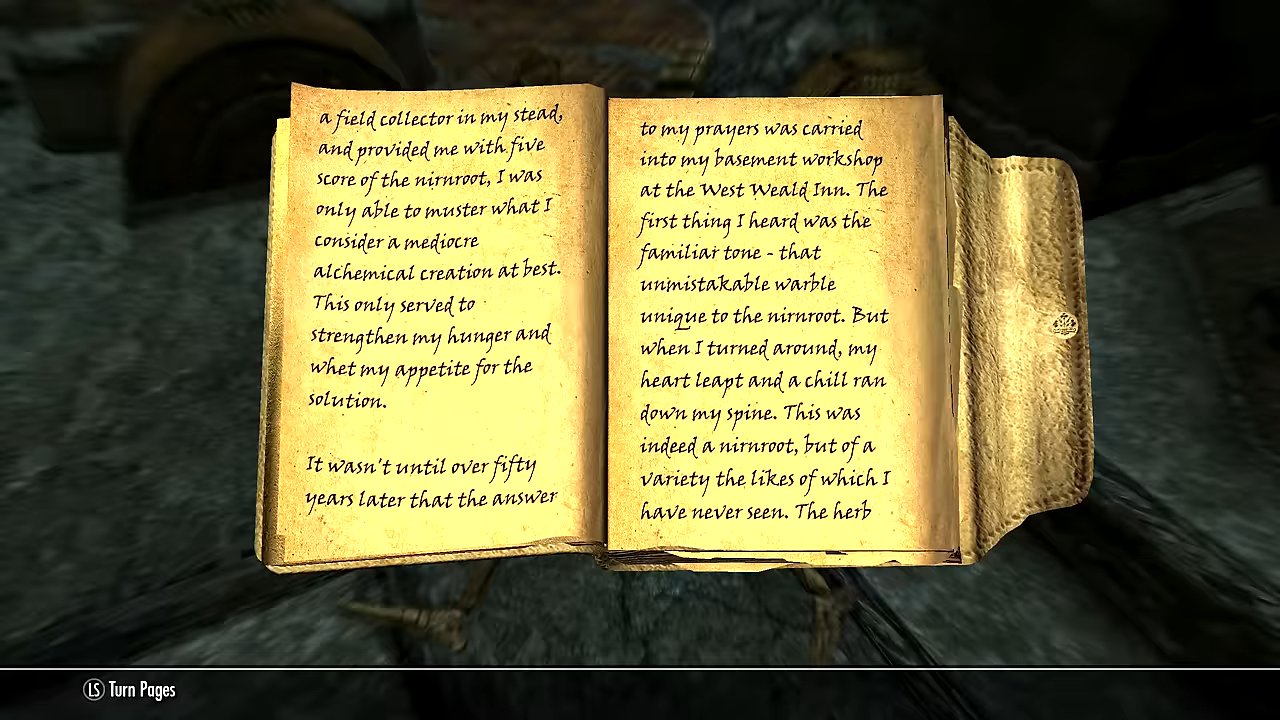 a field collector in my stead,
and provided me with five
score of the nirnroot, I was
only able to muster what I
consider a mediocre
alchemical creation at best.
This only served to
strengthen my hunger and
whet my appetite for the
solution.
It wasn't until over fifty
years later that the answer
to my prayers was carried
into my basement workshop
at the West Weald Inn. The
first thing I heard was the
familiar tone - that
unmistakable warble
unique to the nirnroot. But
when I turned around, my
heart leapt and a chill ran
down my spine. This was
indeed a nirnroot, but of a
variety the likes of which I
have never seen. The herb
LS Turn Pages